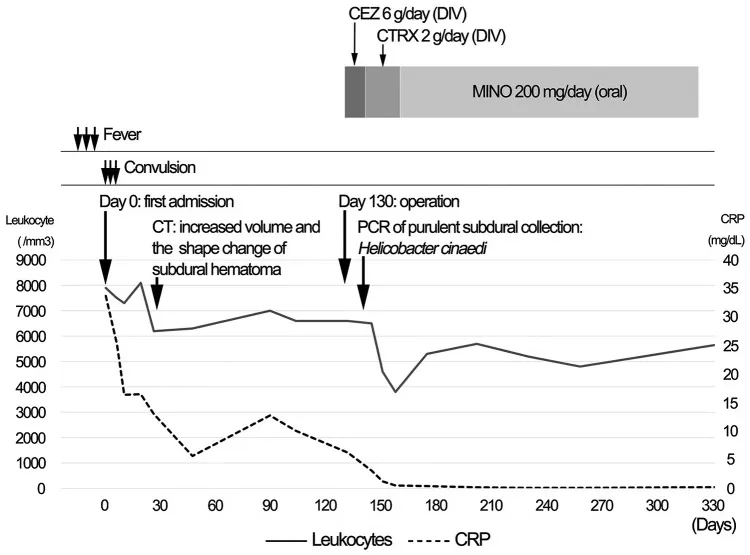 CEZ 6 g/day (DIV)
CTRX 2 g/day (DIV)
MINO 200 mg/day (oral)
Fever
Convulsion
Day 0: first admission
Day 130: operation
CT: increased volume and
the shape change of
subdural hematoma
PCR of purulent subdural collection:
Helicobacter cinaedi
Leukocyte
( /mm3)
CRP
(mg/dL)
9000
8000
7000
6000
5000
4000
3000
2000
1000
0
40
35
30
25
20
15
10
5
0
0 30 60 90 120 150 180 210 240 270 300 330
(Days)
Leukocytes CRP